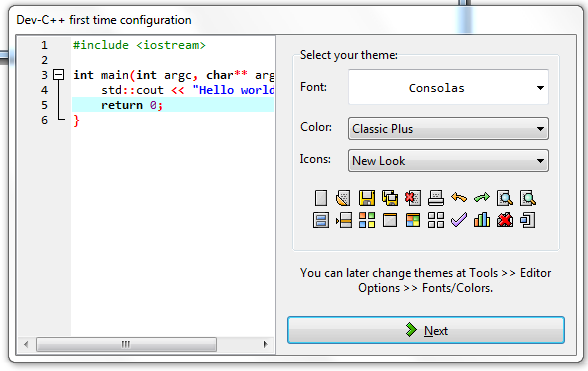 Dev-C++ first time configuration
1 #include <iostream>
2
3 int main(int argc, char** arg
4 std::cout << "Hello world
5 return 0;
6 }
Select your theme:
Font: Consolas
Color: Classic Plus
Icons: New Look
You can later change themes at Tools >> Editor
Options >> Fonts/Colors.
Next